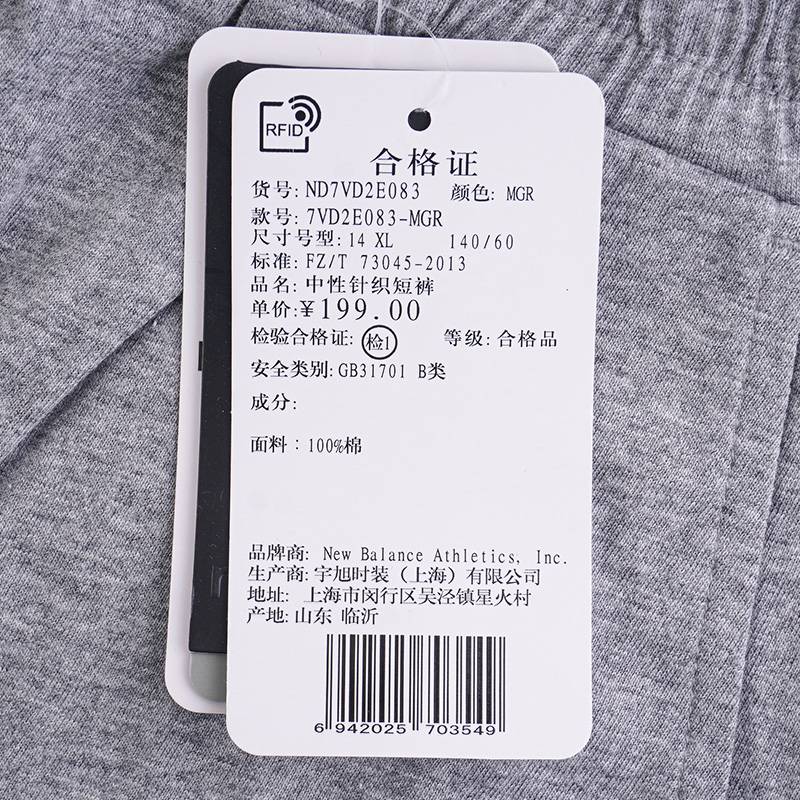 RFID
合格证
货号: ND7VD2E083 颜色: MGR
款号: 7VD2E083-MGR
尺寸号型: 14 XL 140/60
标准: FZ/T 73045-2013
品名: 中性针织短裤
单价:¥199.00
检验合格证: 检1 等级: 合格品
安全类别: GB31701 B类
成分:
面料：100%棉
品牌商: New Balance Athletics, Inc.
生产商: 宇旭时装（上海）有限公司
地址: 上海市闵行区吴泾镇星火村
产地: 山东 临沂
6 942025 703549